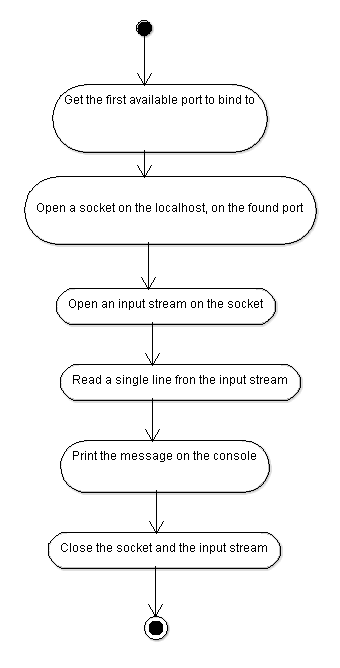 Get the first available port to bind to
Open a socket on the localhost, on the found port
Open an input stream on the socket
Read a single line fron the input stream
Print the message on the console
Close the socket and the input stream